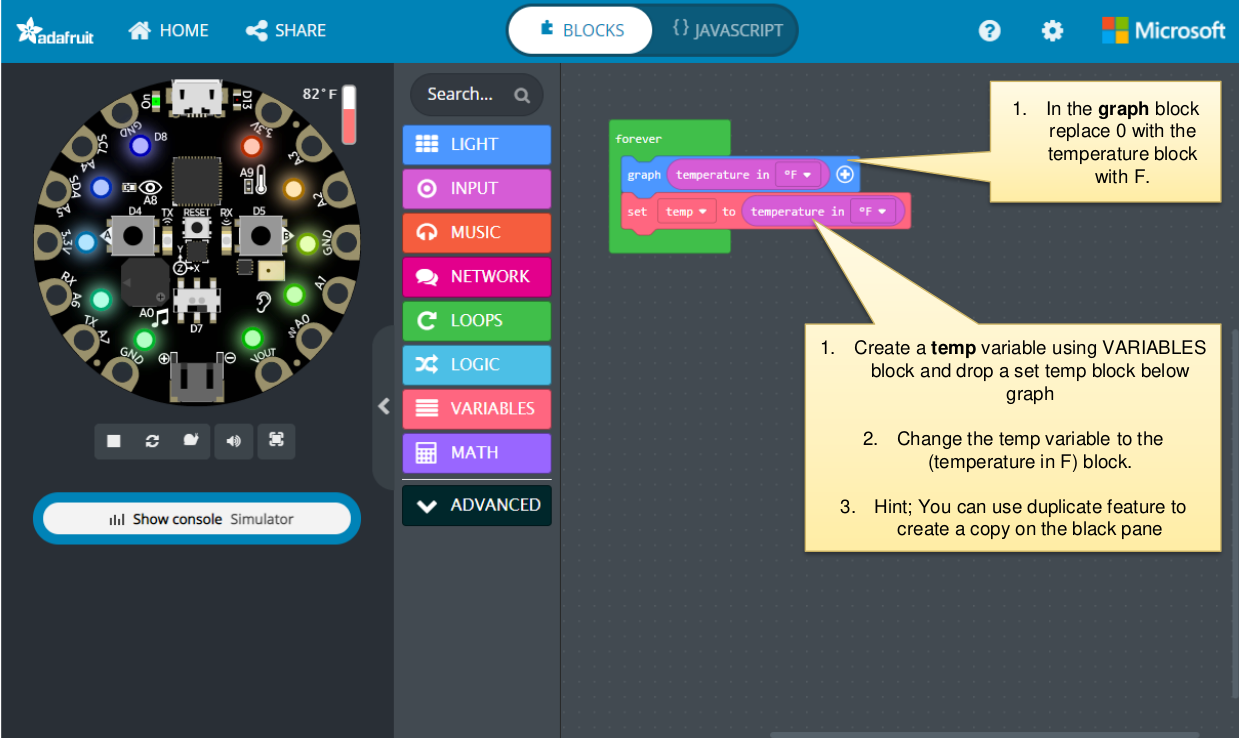 adafruit
HOME
SHARE
BLOCKS
{} JAVASCRIPT
Microsoft
82°F
On
D13
GND
D8
3.3V
SCL
A4
A3
SDA
A5
A9
A8
A2
D4
TX
RESET
RX
D5
3.3V
A
B
GND
Y
Z
X
RX
A6
A1
A0
D7
TX
A7
A0
GND
VOUT
Show console Simulator
Search...
LIGHT
INPUT
MUSIC
NETWORK
LOOPS
LOGIC
VARIABLES
MATH
ADVANCED
forever
graph temperature in °F
set temp to temperature in °F
1. In the graph block
replace 0 with the
temperature block
with F.
1. Create a temp variable using VARIABLES
block and drop a set temp block below
graph
2. Change the temp variable to the
(temperature in F) block.
3. Hint; You can use duplicate feature to
create a copy on the black pane